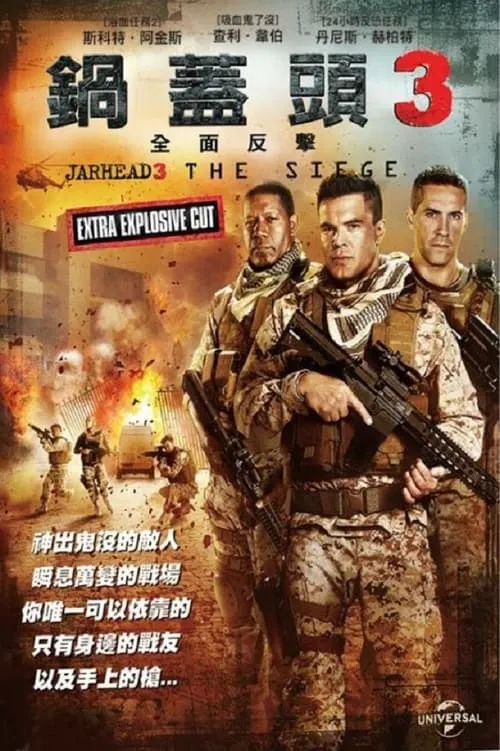 [浴面任務2] [吸血鬼了沒] [24小時反恐任務]
斯科特·阿金斯 查利·韋伯 丹尼斯·赫柏特
鍋蓋頭3
全面反擊
JARHEAD3 THE SIEGE
EXTRA EXPLOSIVE CUT
神出鬼沒的敵人
瞬息萬變的戰場
你唯一可以依靠的
只有身邊的戰友
以及手上的槍...
UNIVERSAL